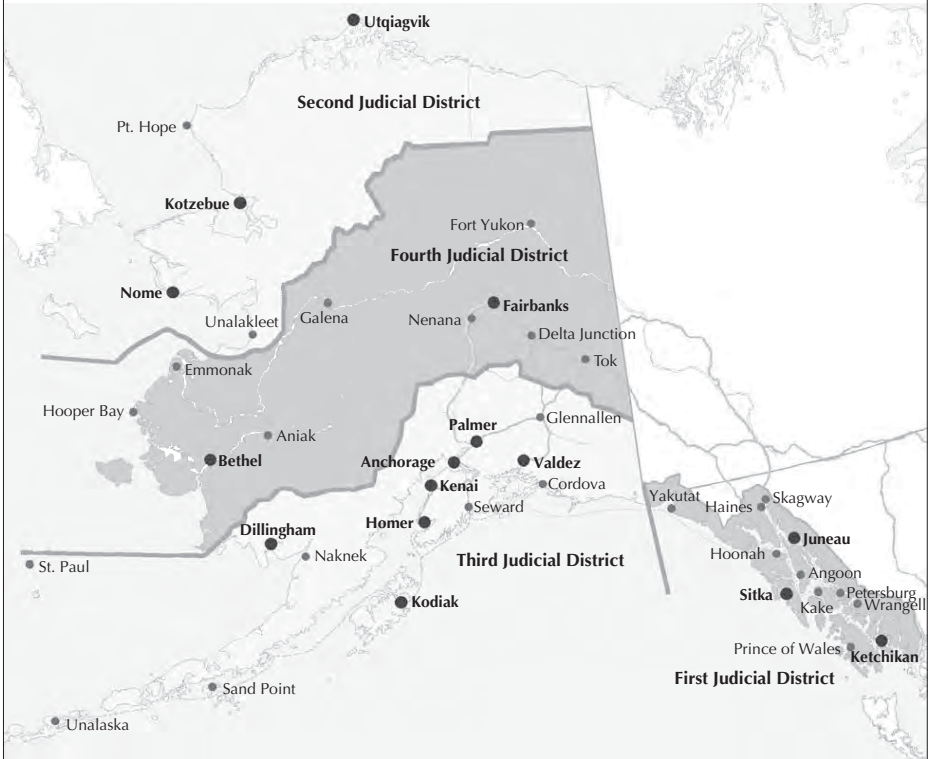 Utqiagvik
Second Judicial District
Pt. Hope
Kotzebue
Fort Yukon
Fourth Judicial District
Nome
Galena
Fairbanks
Unalakleet
Nenana
Delta Junction
Tok
Emmonak
Hooper Bay
Glennallen
Palmer
Aniak
Bethel
Anchorage
Valdez
Kenai
Cordova
Yakutat
Skagway
Haines
Seward
Homer
Dillingham
Juneau
Naknek
Hoonah
Third Judicial District
St. Paul
Angoon
Petersburg
Sitka
Kake
Wrangell
Kodiak
Prince of Wales
Ketchikan
First Judicial District
Sand Point
Unalaska